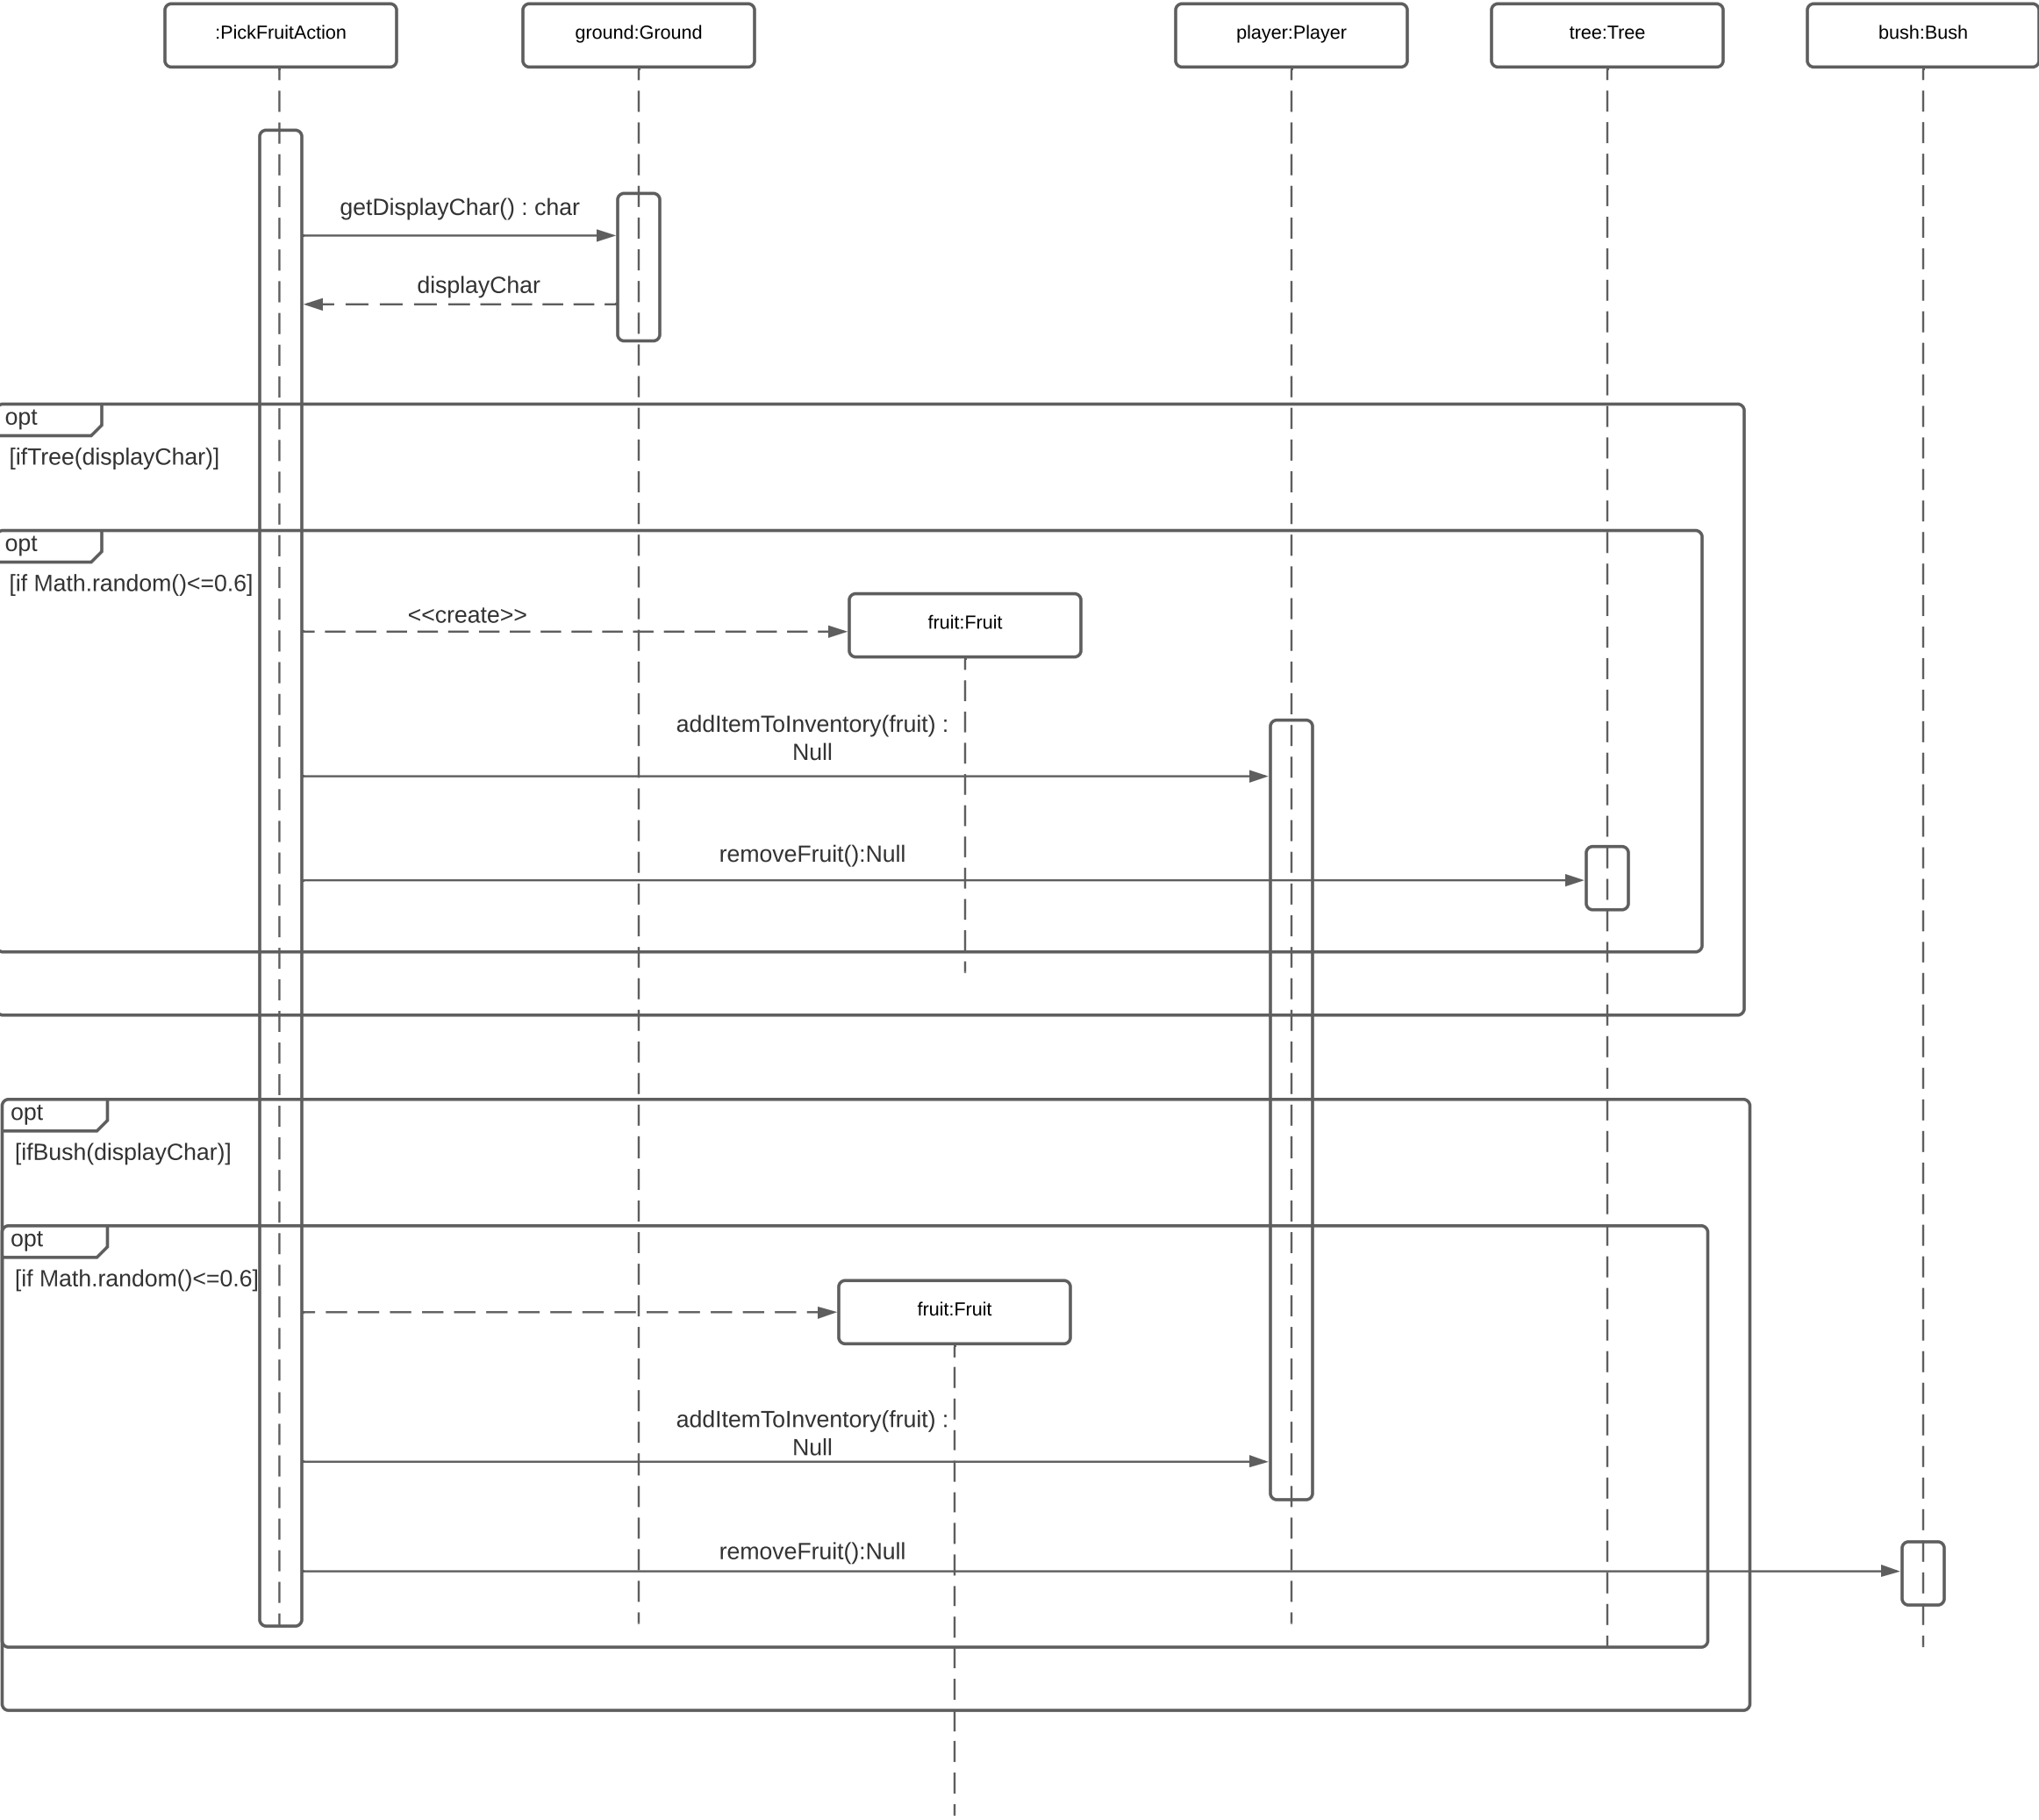 :PickFruitAction
ground:Ground
player:Player
tree:Tree
bush:Bush
getDisplayChar() : char
displayChar
opt
[ifTree(displayChar)]
opt
[if Math.random()<=0.6]
<<create>>
fruit:Fruit
addItemToInventory(fruit) :
Null
removeFruit():Null
opt
[ifBush(displayChar)]
opt
[if Math.random()<=0.6]
fruit:Fruit
addItemToInventory(fruit) :
Null
removeFruit():Null